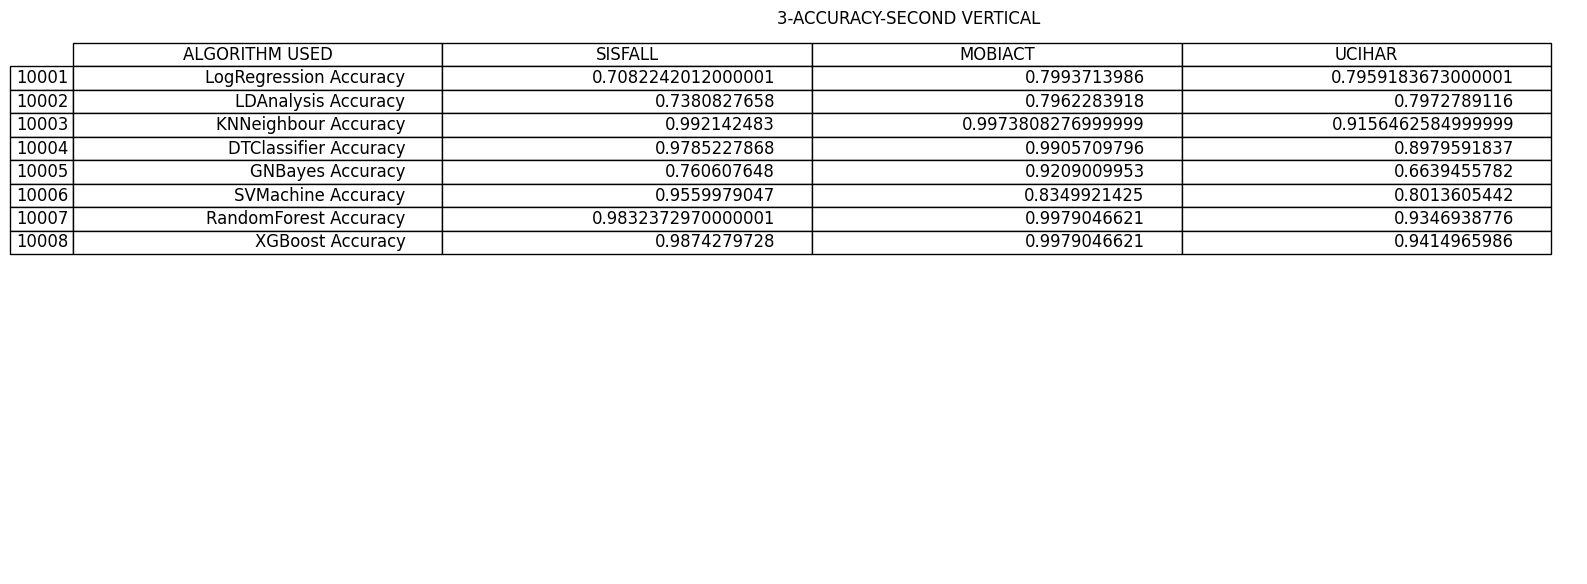 3-ACCURACY-SECOND VERTICAL
ALGORITHM USED SISFALL MOBIACT UCIHAR
10001 LogRegression Accuracy 0.7082242012000001 0.7993713986 0.7959183673000001
10002 LDAnalysis Accuracy 0.7380827658 0.7962283918 0.7972789116
10003 KNNeighbour Accuracy 0.992142483 0.9973808276999999 0.9156462584999999
10004 DTClassifier Accuracy 0.9785227868 0.9905709796 0.8979591837
10005 GNBayes Accuracy 0.760607648 0.9209009953 0.6639455782
10006 SVMachine Accuracy 0.9559979047 0.8349921425 0.8013605442
10007 RandomForest Accuracy 0.9832372970000001 0.9979046621 0.9346938776
10008 XGBoost Accuracy 0.9874279728 0.9979046621 0.9414965986